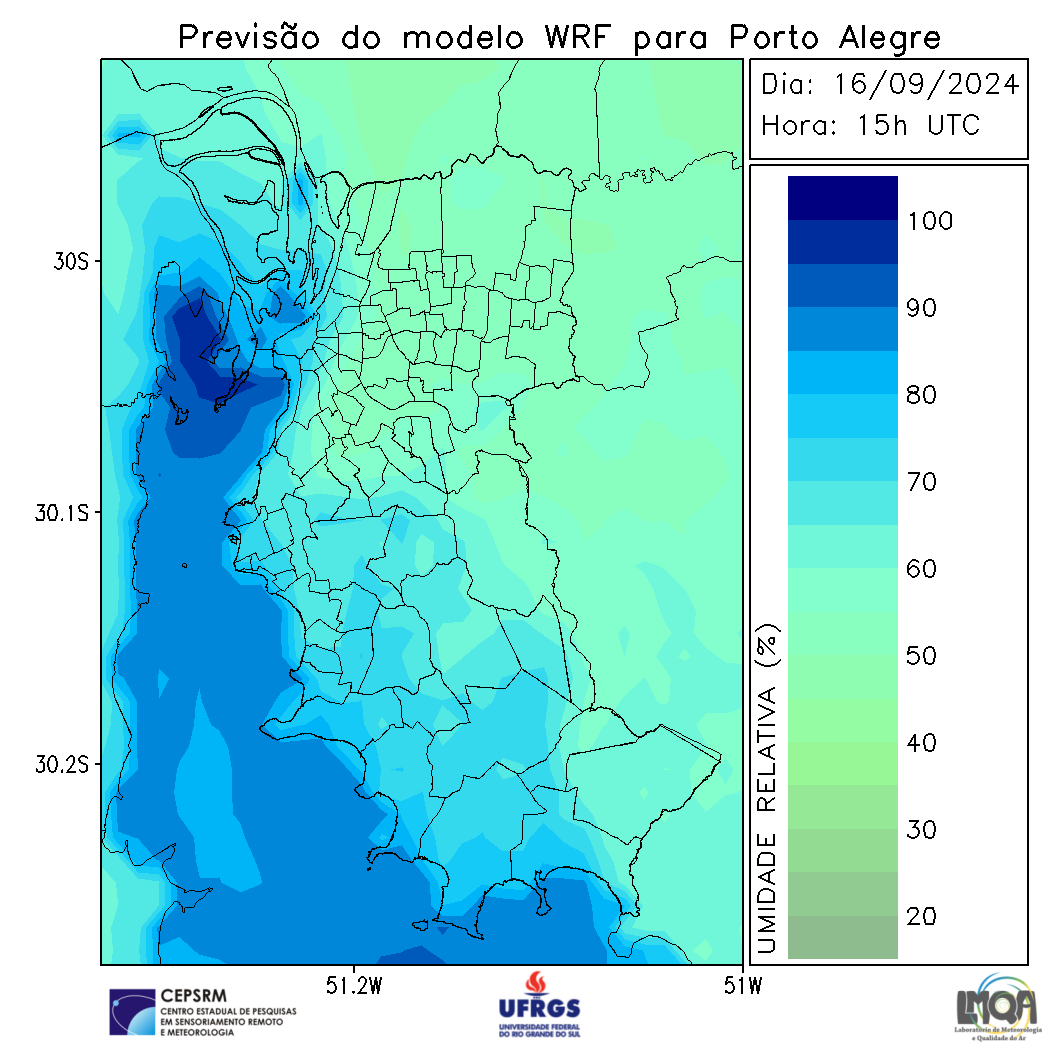 Previsão do modelo WRF para Porto Alegre
Dia: 16/09/2024
Hora: 15h UTC
30S
30.1S
30.2S
51.2W
51W
100
90
80
70
60
50
40
30
20
UMIDADE RELATIVA (%)
CEPSRM
CENTRO ESTADUAL DE PESQUISAS
EM SENSORIAMENTO REMOTO
E METEOROLOGIA
UFRGS
UNIVERSIDADE FEDERAL
DO RIO GRANDE DO SUL
LMQA
Laboratório de Meteorologia
e Qualidade do Ar